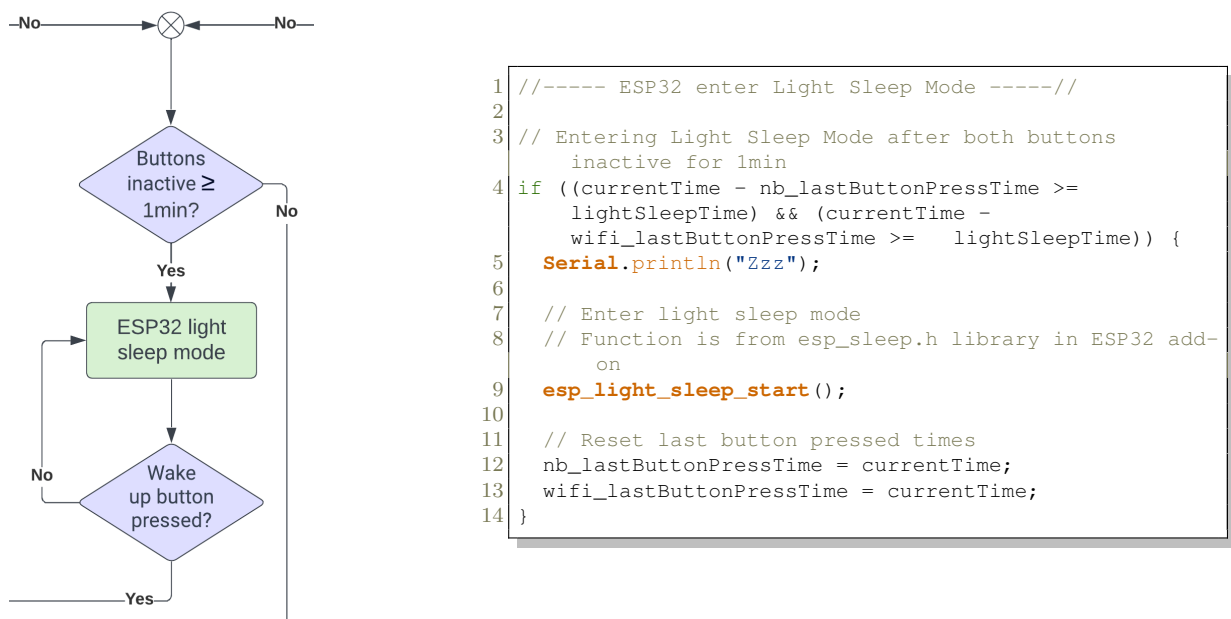 No
No
Buttons
inactive ≥
1min?
No
Yes
ESP32 light
sleep mode
No
Wake
up button
pressed?
Yes
1 //----- ESP32 enter Light Sleep Mode -----//
2
3 // Entering Light Sleep Mode after both buttons
inactive for 1min
4 if ((currentTime - nb_lastButtonPressTime >=
lightSleepTime) && (currentTime -
wifi_lastButtonPressTime >=   lightSleepTime)) {
5   Serial.println("Zzz");
6
7   // Enter light sleep mode
8   // Function is from esp_sleep.h library in ESP32 add-
on
9   esp_light_sleep_start();
10
11   // Reset last button pressed times
12   nb_lastButtonPressTime = currentTime;
13   wifi_lastButtonPressTime = currentTime;
14 }